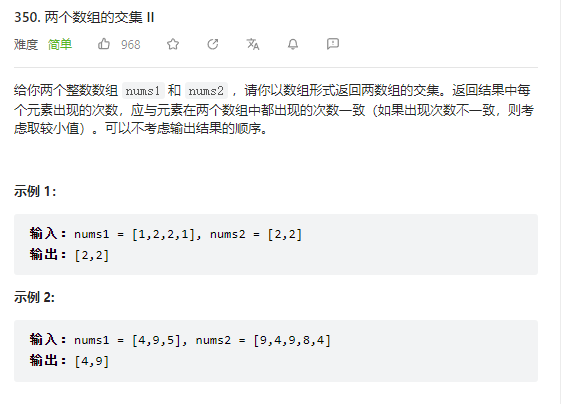 350. 两个数组的交集 II
难度 简单 968
给你两个整数数组 nums1 和 nums2 ，请你以数组形式返回两数组的交集。返回结果中每
个元素出现的次数，应与元素在两个数组中都出现的次数一致（如果出现次数不一致，则考
虑取较小值）。可以不考虑输出结果的顺序。
示例 1：
输入：nums1 = [1,2,2,1], nums2 = [2,2]
输出：[2,2]
示例 2:
输入：nums1 = [4,9,5], nums2 = [9,4,9,8,4]
输出：[4,9]